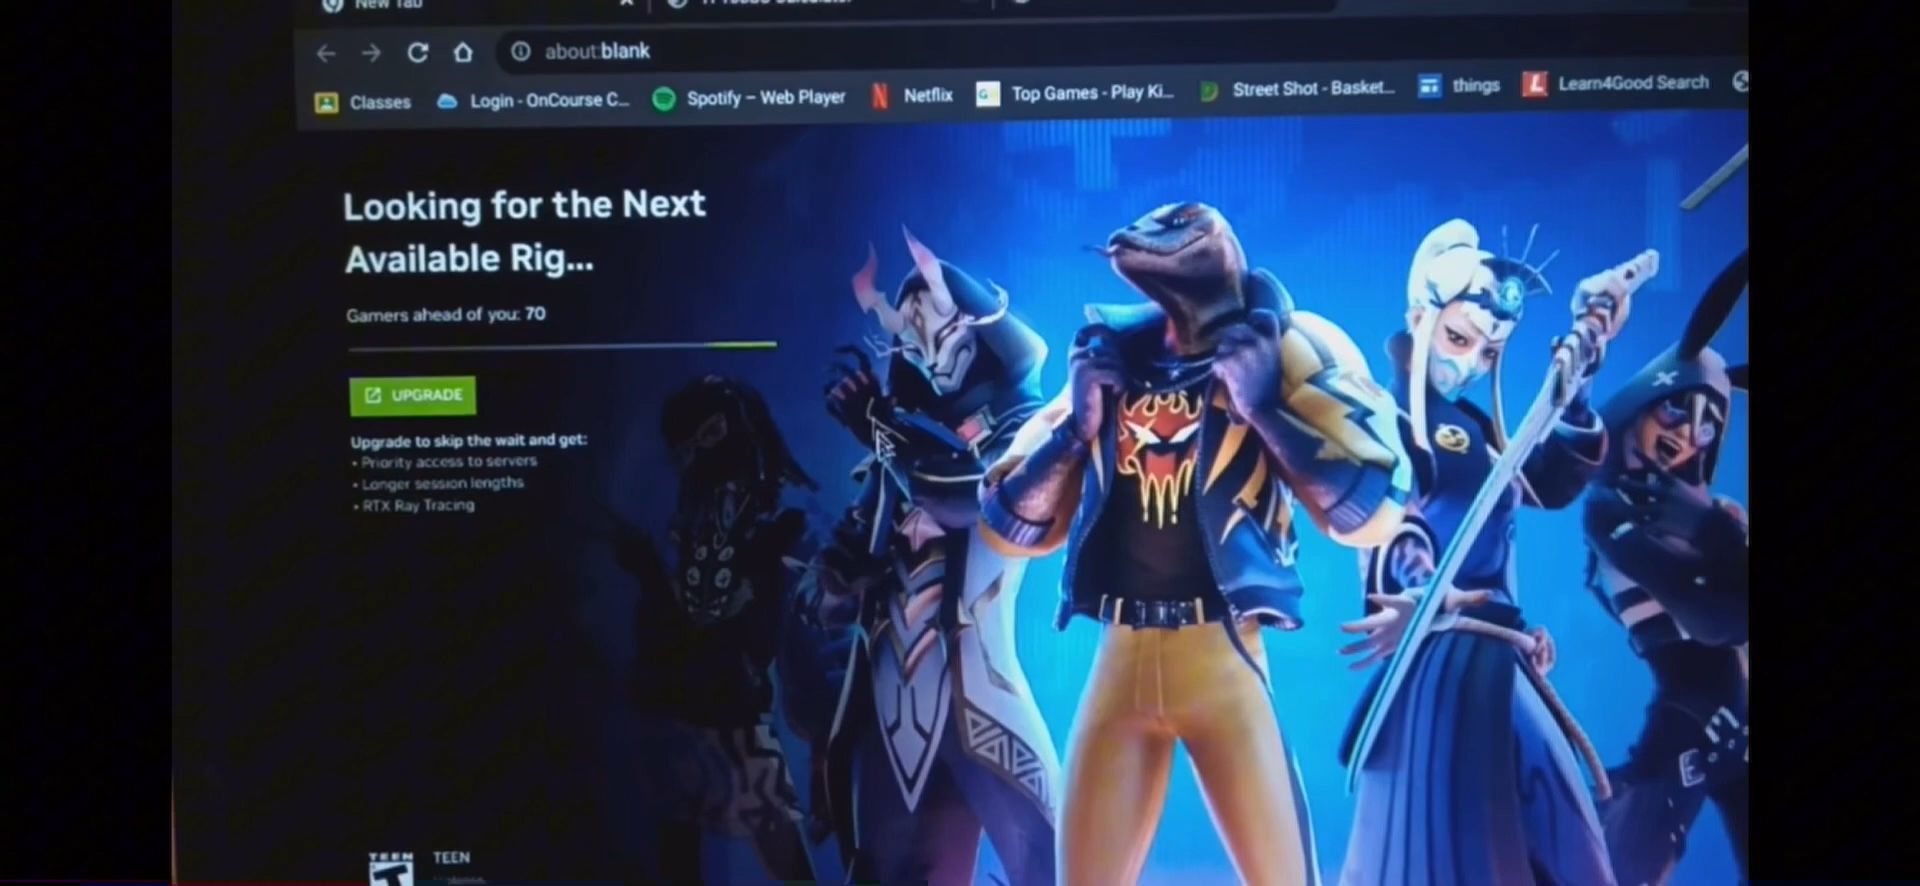 New Tab
about:blank
Classes
Login - OnCourse C...
Spotify – Web Player
Netflix
Top Games - Play Ki...
Street Shot - Basket...
things
Learn4Good Search
Looking for the Next
Available Rig...
Gamers ahead of you: 70
UPGRADE
Upgrade to skip the wait and get:
• Priority access to servers
• Longer session lengths
• RTX Ray Tracing
TEEN
T
TEEN